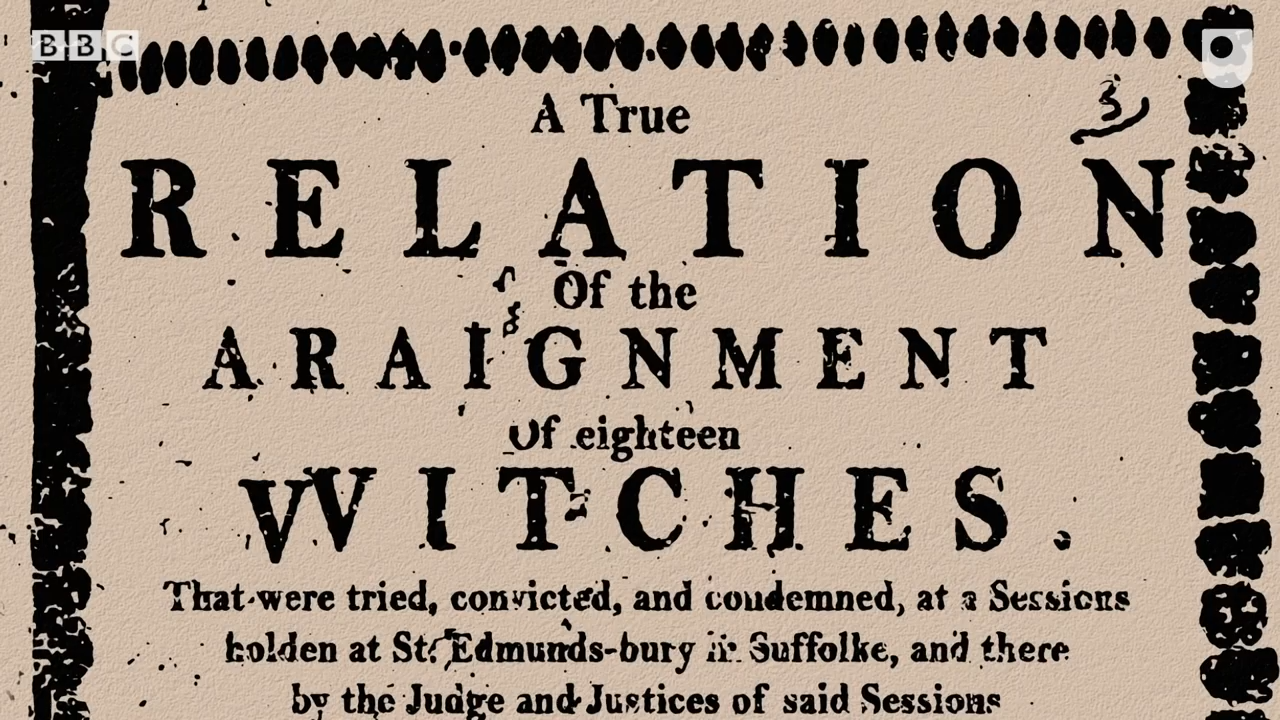 BBC
A True
RELATION
Of the
ARAIGNMENT
Of eighteen
WITCHES.
That were tried, convicted, and condemned, at a Sessions
holden at St. Edmunds-bury in Suffolke, and there
by the Judge and Justices of said Sessions